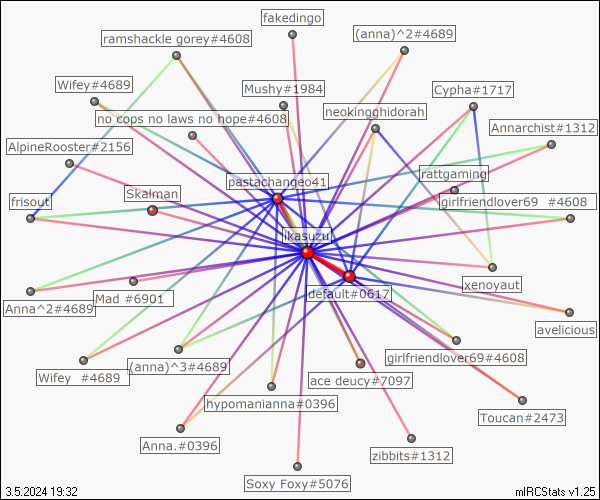 fakedingo
ramshackle gorey#4608
(anna)^2#4689
Wifey#4689
Mushy#1984
Cypha#1717
no cops no laws no hope#4608
neokingghidorah
Annarchist#1312
AlpineRooster#2156
rattgaming
pastachangeo41
frisout
Skalman
girlfriendlover69 #4608
ikasuzu
xenoyaut
default#0617
Anna^2#4689
Mad #6901
avelicious
(anna)^3#4689
girlfriendlover69#4608
Wifey #4689
ace deucy#7097
hypomanianna#0396
Toucan#2473
Anna.#0396
zibbits#1312
Soxy Foxy#5076
3.5.2024 19:32
mIRCStats v1.25